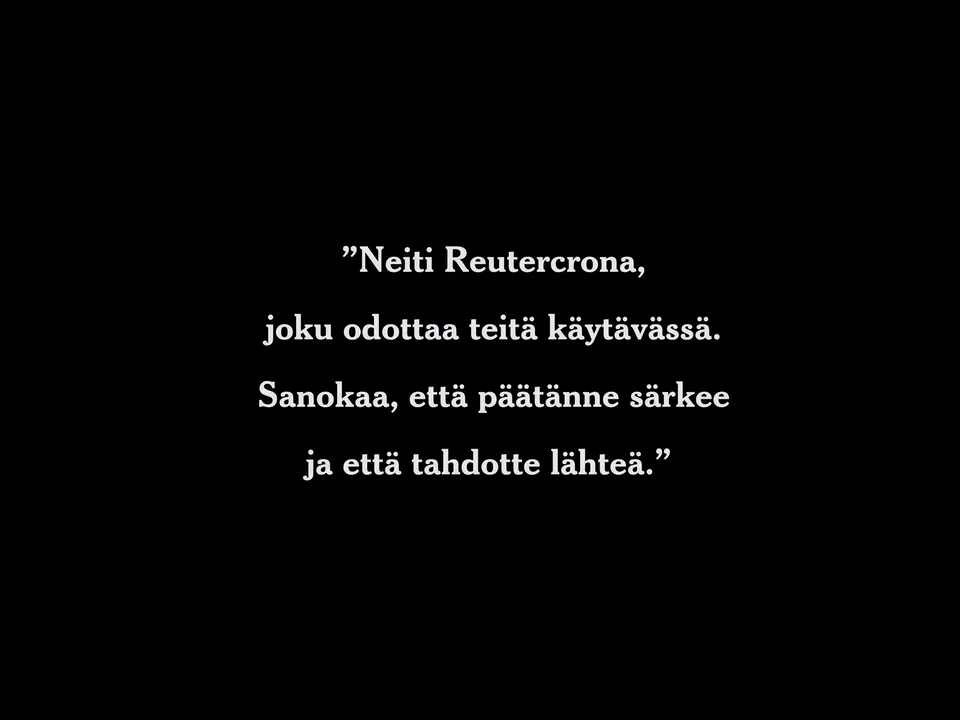 ”Neiti Reutercrona,
joku odottaa teitä käytävässä.
Sanokaa, että päätänne särkee
ja että tahdotte lähteä.”